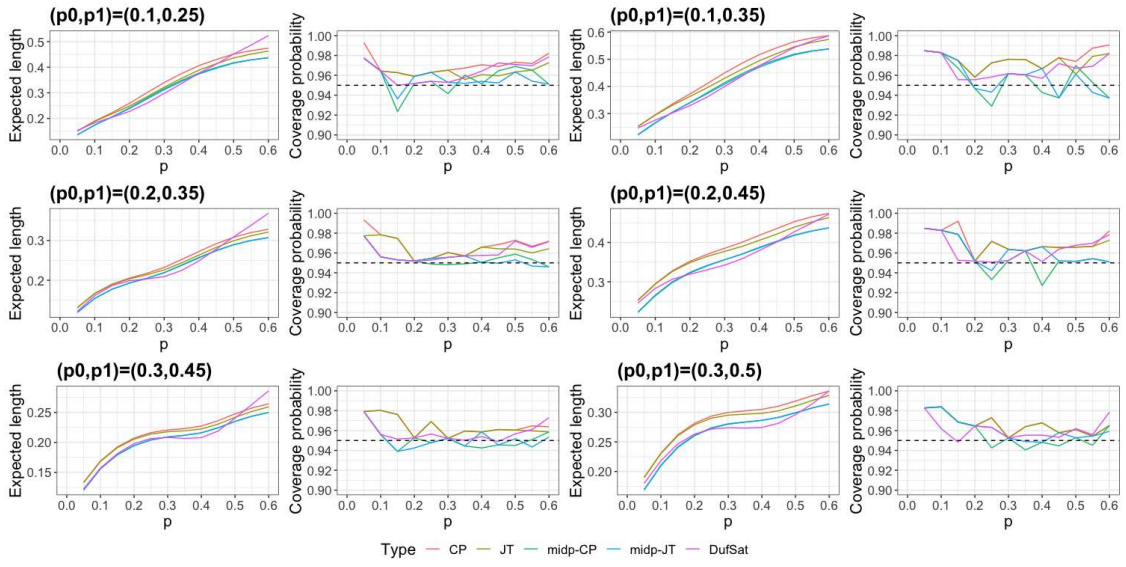 (p0,p1)=(0.1,0.25)
Expected length
0.5
0.4
0.3
0.2
0.0 0.1 0.2 0.3 0.4 0.5 0.6
p
Coverage probability
1.00
0.98
0.96
0.94
0.92
0.90
0.0 0.1 0.2 0.3 0.4 0.5 0.6
p
(p0,p1)=(0.1,0.35)
Expected length
0.6
0.5
0.4
0.3
0.0 0.1 0.2 0.3 0.4 0.5 0.6
p
Coverage probability
1.00
0.98
0.96
0.94
0.92
0.90
0.0 0.1 0.2 0.3 0.4 0.5 0.6
p
(p0,p1)=(0.2,0.35)
Expected length
0.3
0.2
0.0 0.1 0.2 0.3 0.4 0.5 0.6
p
Coverage probability
1.00
0.98
0.96
0.94
0.92
0.90
0.0 0.1 0.2 0.3 0.4 0.5 0.6
p
(p0,p1)=(0.2,0.45)
Expected length
0.4
0.3
0.0 0.1 0.2 0.3 0.4 0.5 0.6
p
Coverage probability
1.00
0.98
0.96
0.94
0.92
0.90
0.0 0.1 0.2 0.3 0.4 0.5 0.6
p
(p0,p1)=(0.3,0.45)
Expected length
0.25
0.20
0.15
0.0 0.1 0.2 0.3 0.4 0.5 0.6
p
Coverage probability
1.00
0.98
0.96
0.94
0.92
0.90
0.0 0.1 0.2 0.3 0.4 0.5 0.6
p
(p0,p1)=(0.3,0.5)
Expected length
0.30
0.25
0.20
0.0 0.1 0.2 0.3 0.4 0.5 0.6
p
Coverage probability
1.00
0.98
0.96
0.94
0.92
0.90
0.0 0.1 0.2 0.3 0.4 0.5 0.6
p
Type CP JT midp-CP midp-JT DufSat